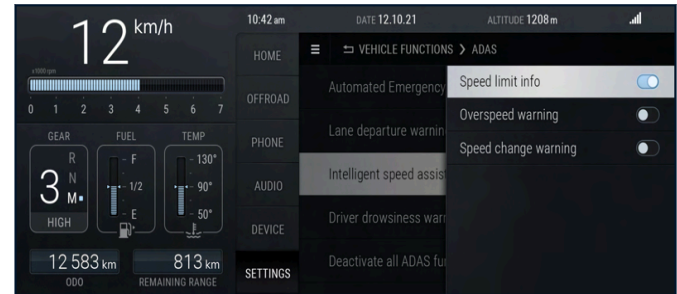 12 km/h
x1000 rpm
0 1 2 3 4 5 6 7
GEAR FUEL TEMP
R
3 N
M
HIGH
F
1/2
E
130°
90°
50°
12 583 km
ODO
813 km
REMAINING RANGE
10:42 am DATE 12.10.21 ALTITUDE 1208 m
HOME
OFFROAD
PHONE
AUDIO
DEVICE
SETTINGS
VEHICLE FUNCTIONS > ADAS
Automated Emergency
Lane departure warnin
Intelligent speed assist
Driver drowsiness warn
Deactivate all ADAS fu
Speed limit info
Overspeed warning
Speed change warning